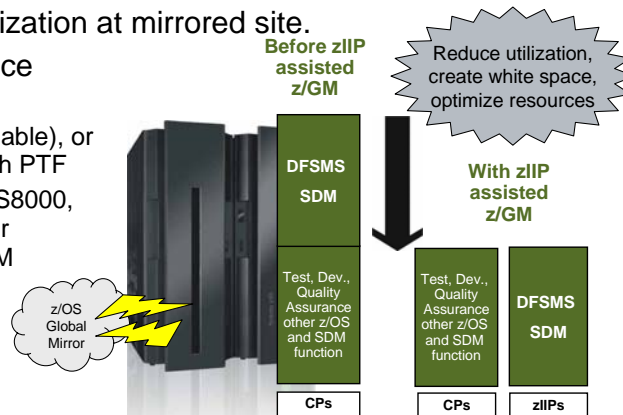 ization at mirrored site.
ce
able), or
h PTF
S8000,
r
M
Before zIIP
assisted
z/GM
Reduce utilization,
create white space,
optimize resources
DFSMS
SDM
With zIIP
assisted
z/GM
Test, Dev.,
Quality
Assurance
other z/OS
and SDM
function
CPs
Test, Dev.,
Quality
Assurance
other z/OS
and SDM
function
CPs
DFSMS
SDM
zIIPs
z/OS
Global
Mirror